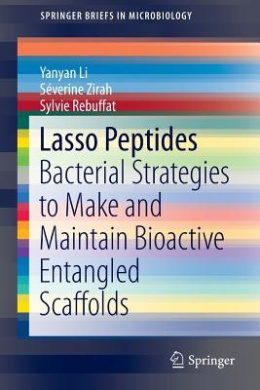 SPRINGER BRIEFS IN MICROBIOLOGY
Yanyan Li
Séverine Zirah
Sylvie Rebuffat
Lasso Peptides
Bacterial Strategies
to Make and
Maintain Bioactive
Entangled
Scaffolds
Springer